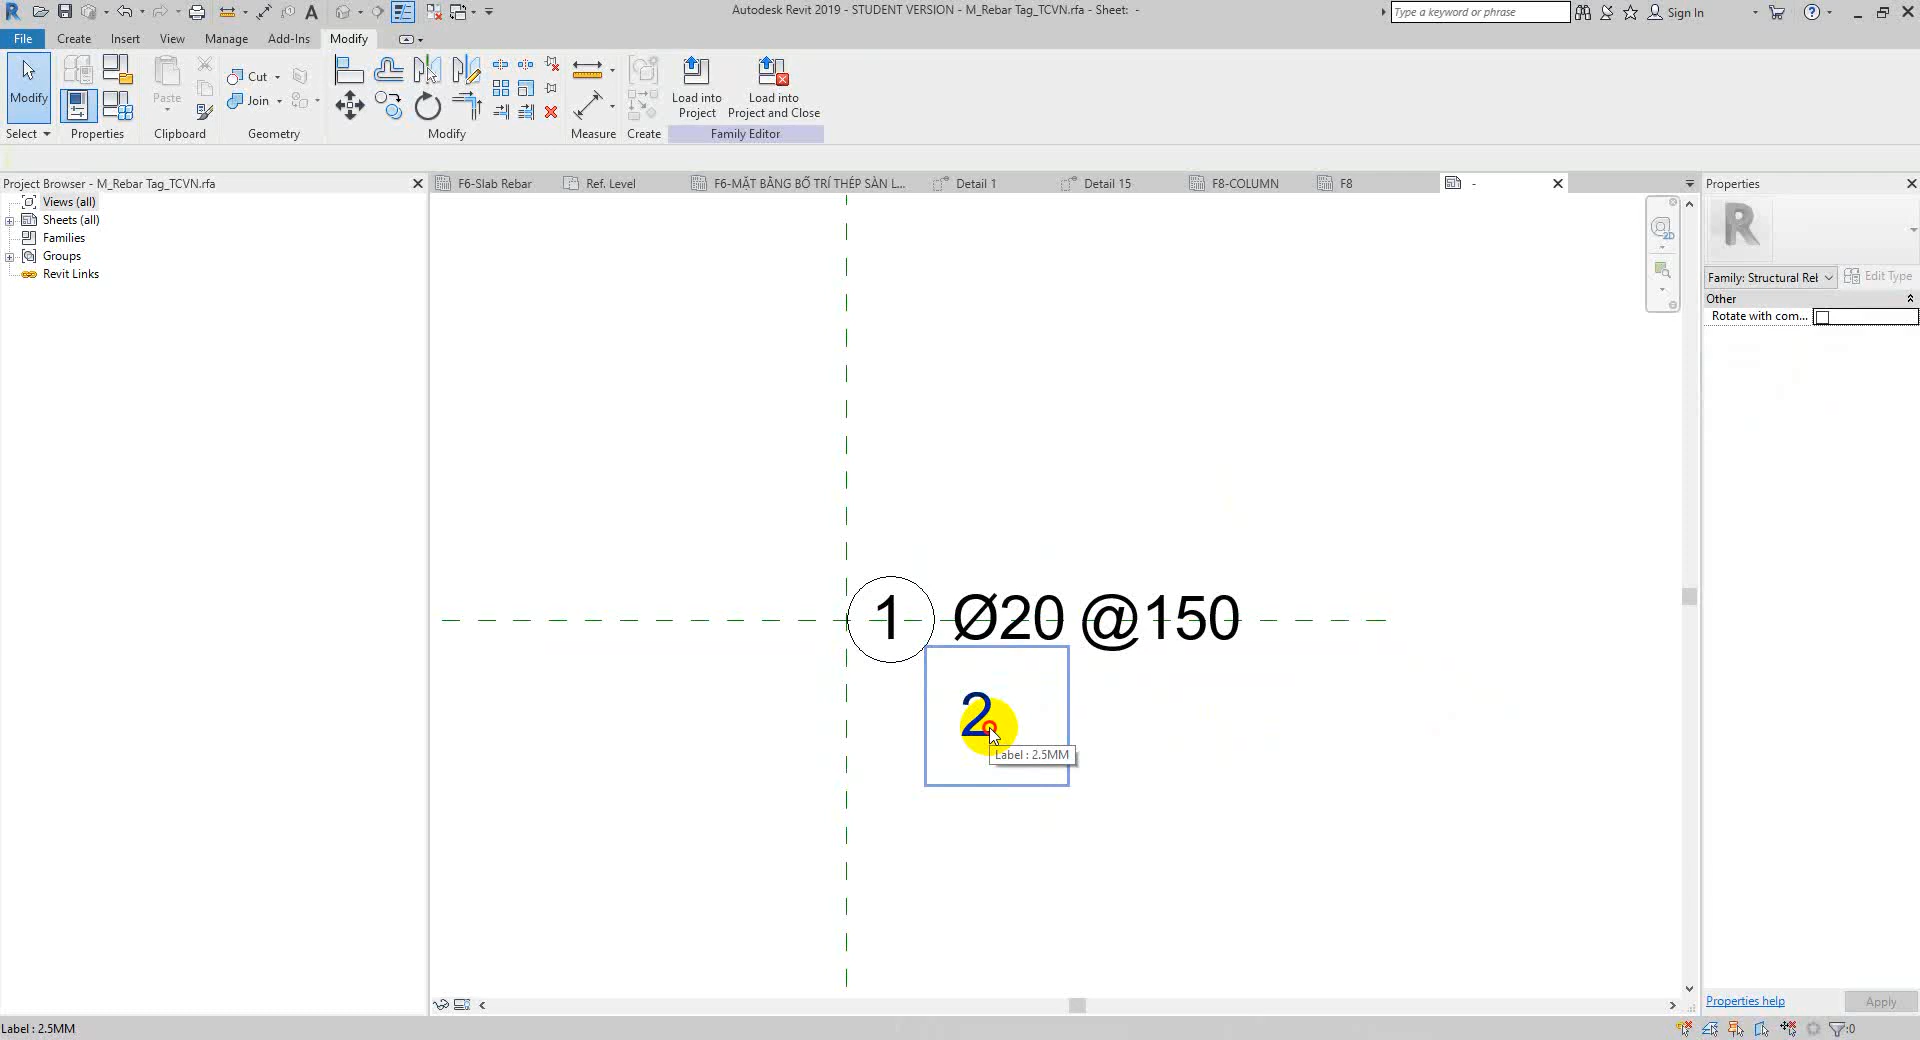 Autodesk Revit 2019 - STUDENT VERSION - M_Rebar Tag_TCVN.rfa - Sheet: -
Type a keyword or phrase
Sign In
File Create Insert View Manage Add-Ins Modify
Modify
Paste
Cut
Join
Load into Project
Load into Project and Close
Select Properties Clipboard Geometry Modify Measure Create Family Editor
Project Browser - M_Rebar Tag_TCVN.rfa
F6-Slab Rebar
Ref. Level
F6-MẶT BẰNG BỐ TRÍ THÉP SÀN L...
Detail 1
Detail 15
F8-COLUMN
F8
-
Properties
Views (all)
Sheets (all)
Families
Groups
Revit Links
2D
R
Family: Structural Rel
Edit Type
Other
Rotate with com...
1 Ø20 @150
2
Label : 2.5MM
Properties help
Apply
Label : 2.5MM
:0